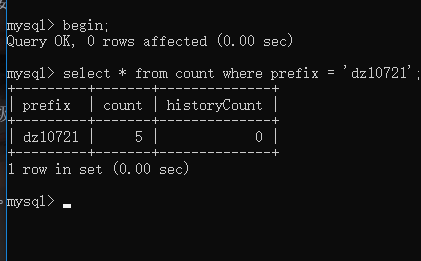 mysql> begin;
Query OK, 0 rows affected (0.00 sec)
mysql> select * from count where prefix = 'dz10721';
+---------+-------+--------------+
| prefix  | count | historyCount |
+---------+-------+--------------+
| dz10721 |     5 |            0 |
+---------+-------+--------------+
1 row in set (0.00 sec)
mysql> _